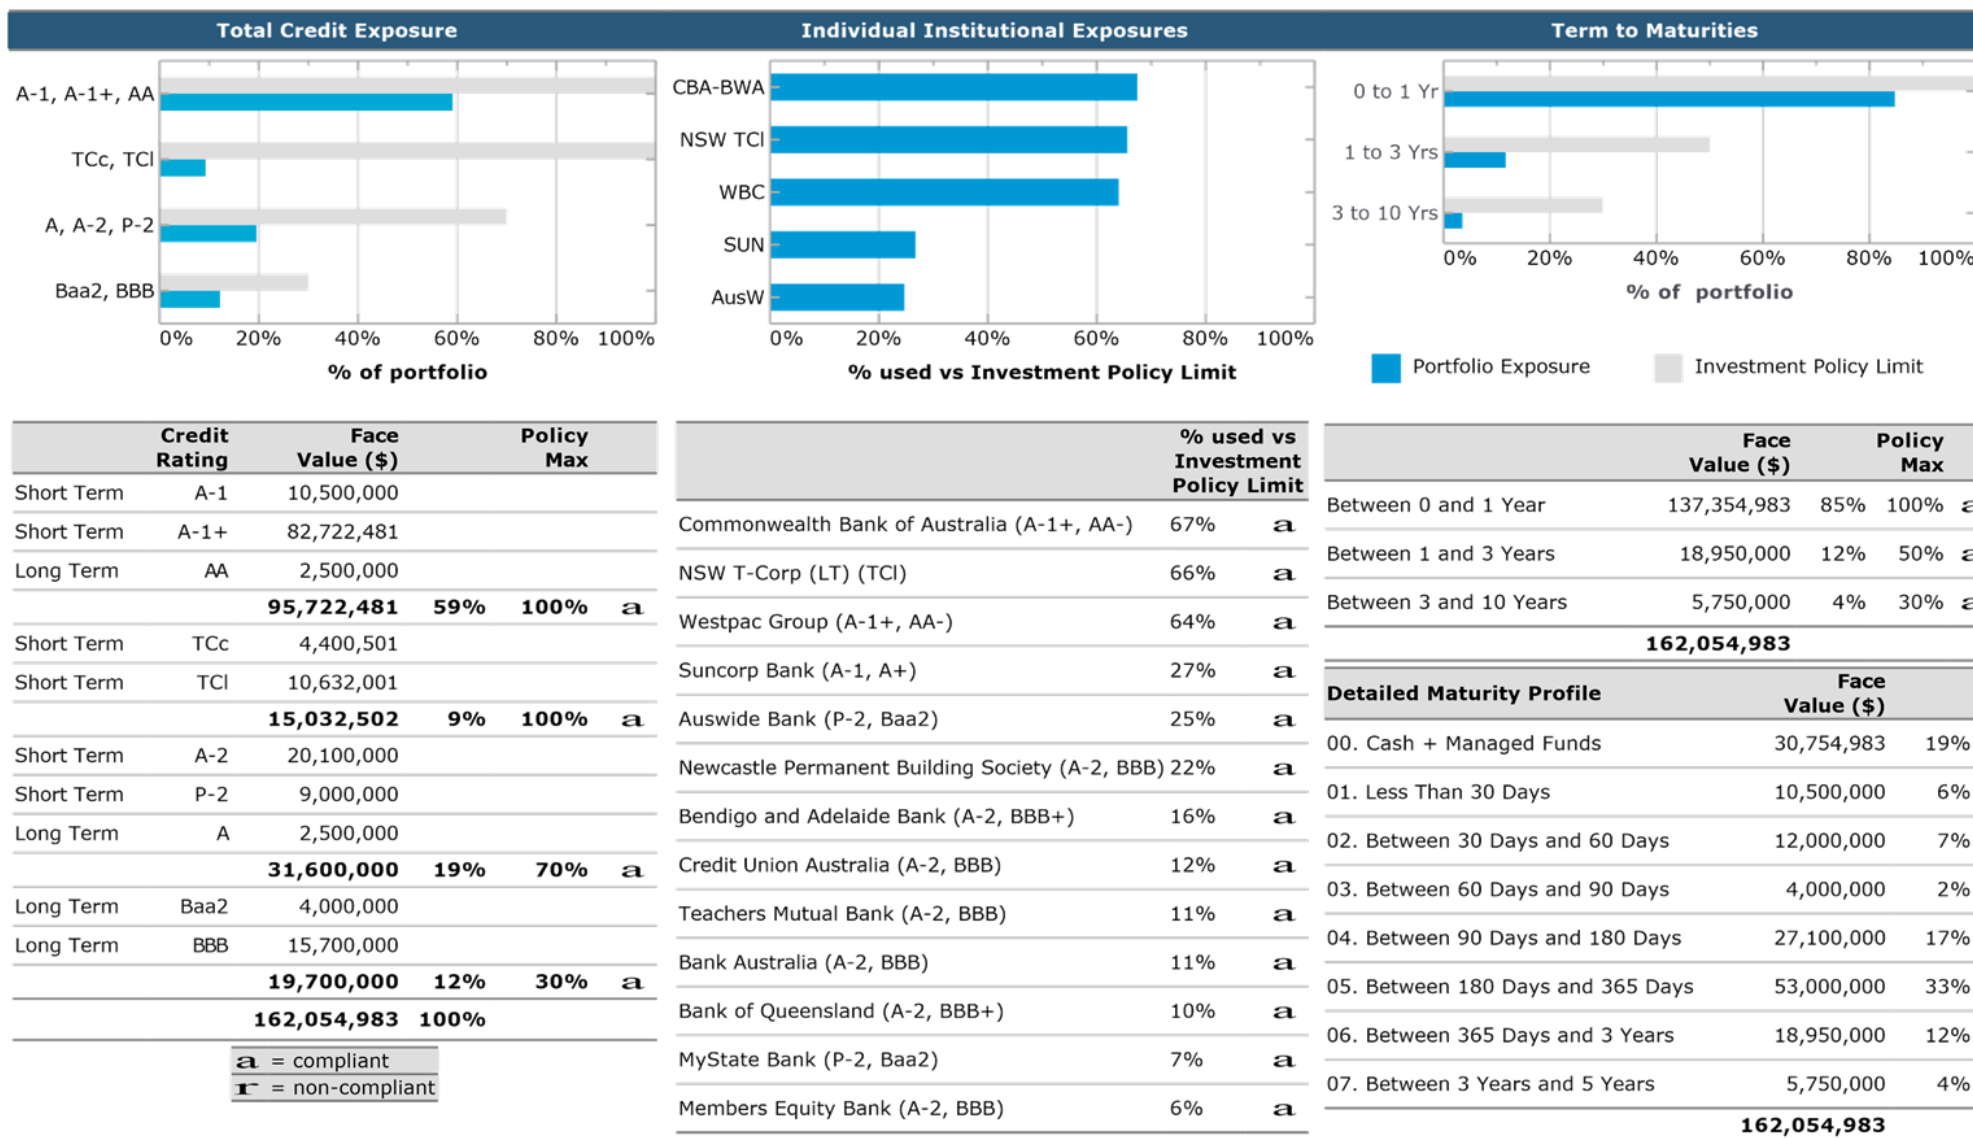 Total Credit Exposure
A-1, A-1+, AA
TCc, TCl
A, A-2, P-2
Baa2, BBB
0% 20% 40% 60% 80% 100%
% of portfolio
Individual Institutional Exposures
CBA-BWA
NSW TCl
WBC
SUN
AusW
0% 20% 40% 60% 80% 100%
% used vs Investment Policy Limit
Term to Maturities
0 to 1 Yr
1 to 3 Yrs
3 to 10 Yrs
0% 20% 40% 60% 80% 100%
% of portfolio
Portfolio Exposure Investment Policy Limit
Credit Face Policy
Rating Value ($) Max
Short Term A-1 10,500,000
Short Term A-1+ 82,722,481
Long Term AA 2,500,000
95,722,481 59% 100% a
Short Term TCc 4,400,501
Short Term TCl 10,632,001
15,032,502 9% 100% a
Short Term A-2 20,100,000
Short Term P-2 9,000,000
Long Term A 2,500,000
31,600,000 19% 70% a
Long Term Baa2 4,000,000
Long Term BBB 15,700,000
19,700,000 12% 30% a
162,054,983 100%
a = compliant
r = non-compliant
% used vs
Investment
Policy Limit
Commonwealth Bank of Australia (A-1+, AA-) 67% a
NSW T-Corp (LT) (TCl) 66% a
Westpac Group (A-1+, AA-) 64% a
Suncorp Bank (A-1, A+) 27% a
Auswide Bank (P-2, Baa2) 25% a
Newcastle Permanent Building Society (A-2, BBB) 22% a
Bendigo and Adelaide Bank (A-2, BBB+) 16% a
Credit Union Australia (A-2, BBB) 12% a
Teachers Mutual Bank (A-2, BBB) 11% a
Bank Australia (A-2, BBB) 11% a
Bank of Queensland (A-2, BBB+) 10% a
MyState Bank (P-2, Baa2) 7% a
Members Equity Bank (A-2, BBB) 6% a
Face Policy
Value ($) Max
Between 0 and 1 Year 137,354,983 85% 100% a
Between 1 and 3 Years 18,950,000 12% 50% a
Between 3 and 10 Years 5,750,000 4% 30% a
162,054,983
Detailed Maturity Profile Face
Value ($)
00. Cash + Managed Funds 30,754,983 19%
01. Less Than 30 Days 10,500,000 6%
02. Between 30 Days and 60 Days 12,000,000 7%
03. Between 60 Days and 90 Days 4,000,000 2%
04. Between 90 Days and 180 Days 27,100,000 17%
05. Between 180 Days and 365 Days 53,000,000 33%
06. Between 365 Days and 3 Years 18,950,000 12%
07. Between 3 Years and 5 Years 5,750,000 4%
162,054,983